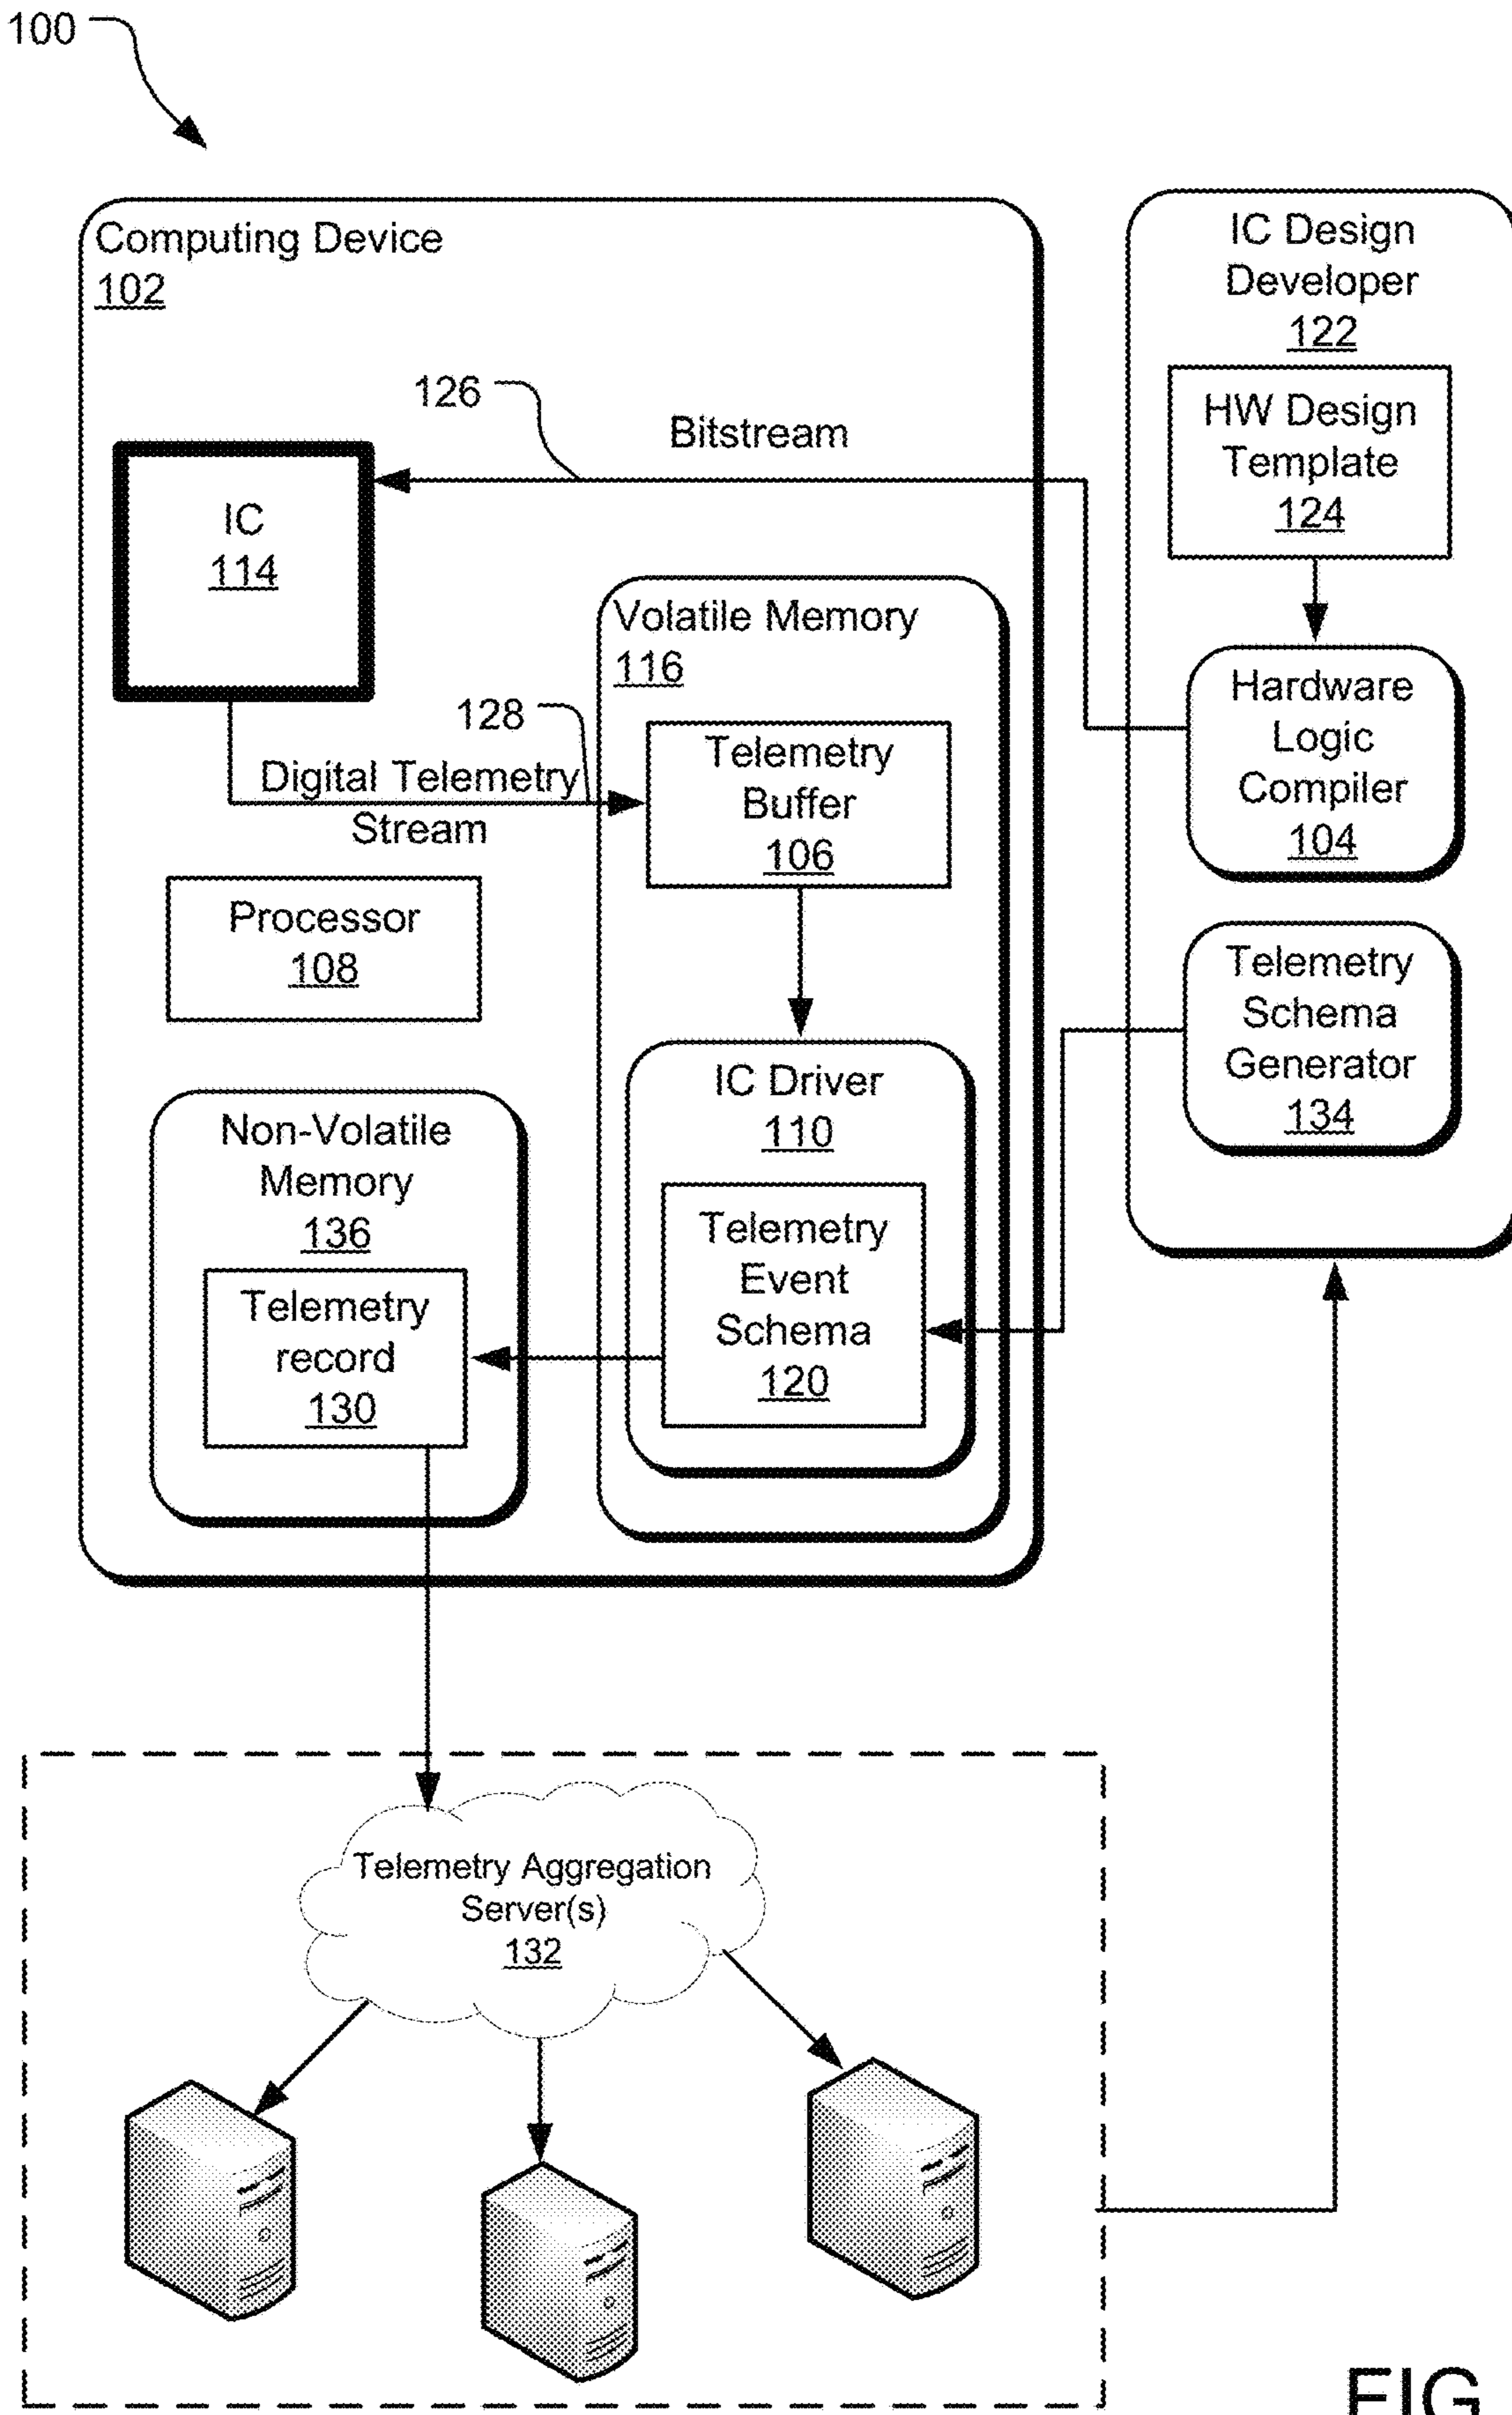 100
Computing Device
102
126
Bitstream
IC
114
Volatile Memory
116
128
Digital Telemetry
Stream
Telemetry
Buffer
106
Processor
108
IC Driver
110
Telemetry
Event
Schema
120
Non-Volatile
Memory
136
Telemetry
record
130
IC Design
Developer
122
HW Design
Template
124
Hardware
Logic
Compiler
104
Telemetry
Schema
Generator
134
Telemetry Aggregation
Server(s)
132
FIG